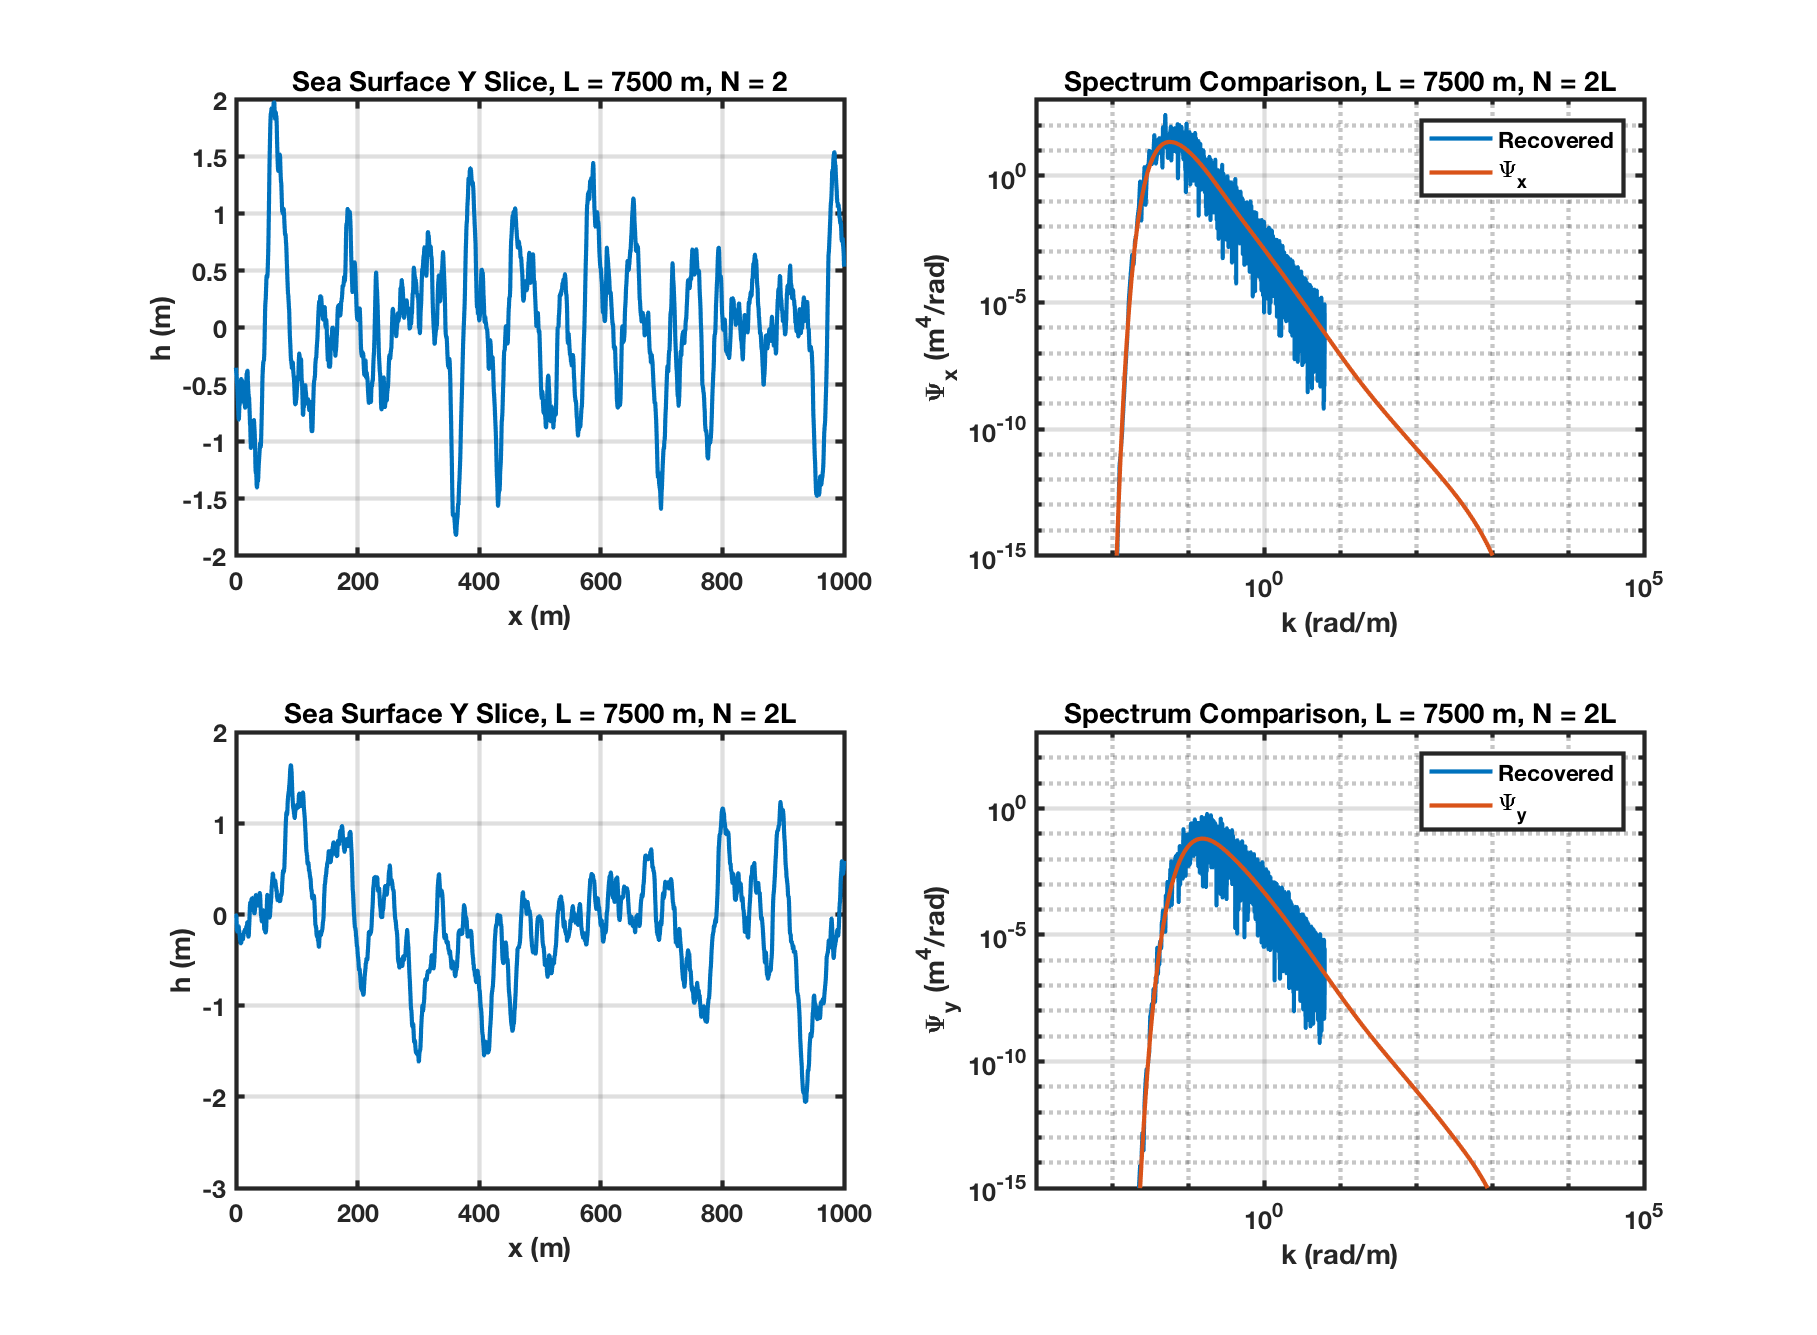 Sea Surface Y Slice, L = 7500 m, N = 2
2
1.5
1
0.5
0
-0.5
-1
-1.5
-2
h (m)
0 200 400 600 800 1000
x (m)
Spectrum Comparison, L = 7500 m, N = 2L
Recovered
Ψx
10^0
10^-5
10^-10
10^-15
Ψx (m^4/rad)
10^0 10^5
k (rad/m)
Sea Surface Y Slice, L = 7500 m, N = 2L
2
1
0
-1
-2
-3
h (m)
0 200 400 600 800 1000
x (m)
Spectrum Comparison, L = 7500 m, N = 2L
Recovered
Ψy
10^0
10^-5
10^-10
10^-15
Ψy (m^4/rad)
10^0 10^5
k (rad/m)